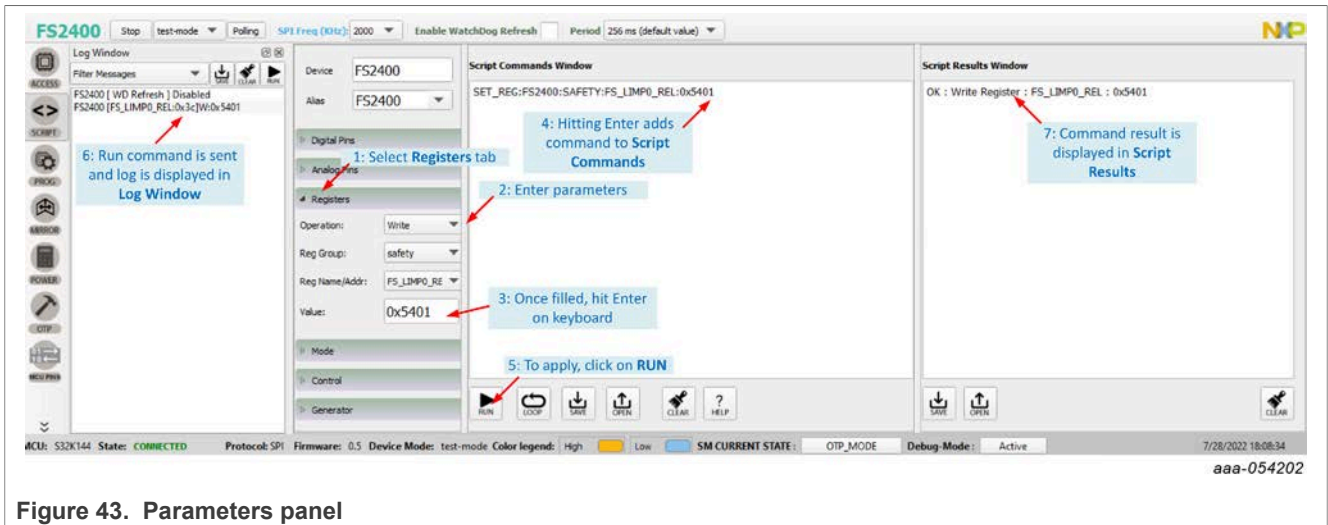 FS2400 Stop test-mode Polling SPI Freq (KHz): 2000 Enable WatchDog Refresh Period 256 ms (default value) NXP
Log Window
Filter Messages SAVE CLEAR RUN
FS2400 [ WD Refresh ] Disabled
FS2400 [FS_LIMP0_REL:0x3c]W:0x5401
6: Run command is sent
and log is displayed in
Log Window
ACCESS
SCRIPT
PROG
MIRROR
POWER
OTP
MCU PINS
Device FS2400
Alias FS2400
Digital Pins
Analog Pins
1: Select Registers tab
Registers
2: Enter parameters
Operation: Write
Reg Group: safety
Reg Name/Addr: FS_LIMP0_RE
Value: 0x5401
3: Once filled, hit Enter
on keyboard
Mode
Control
Generator
Script Commands Window
SET_REG:FS2400:SAFETY:FS_LIMP0_REL:0x5401
4: Hitting Enter adds
command to Script
Commands
5: To apply, click on RUN
RUN LOOP SAVE OPEN CLEAR ? HELP
Script Results Window
OK : Write Register : FS_LIMP0_REL : 0x5401
7: Command result is
displayed in Script
Results
SAVE OPEN CLEAR
MCU: S32K144 State: CONNECTED Protocol: SPI Firmware: 0.5 Device Mode: test-mode Color legend: High Low SM CURRENT STATE : OTP_MODE Debug-Mode : Active 7/28/2022 18:08:34
aaa-054202
Figure 43. Parameters panel